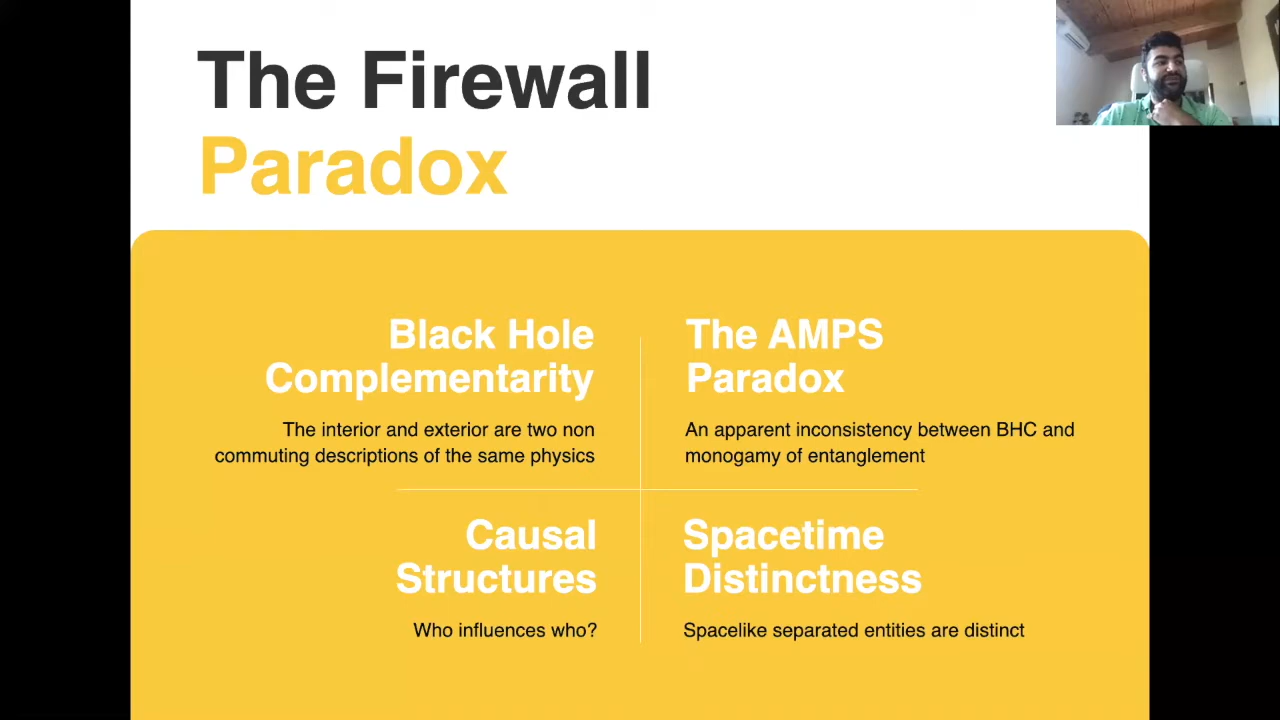 The Firewall
Paradox
Black Hole
Complementarity
The interior and exterior are two non
commuting descriptions of the same physics
The AMPS
Paradox
An apparent inconsistency between BHC and
monogamy of entanglement
Causal
Structures
Who influences who?
Spacetime
Distinctness
Spacelike separated entities are distinct